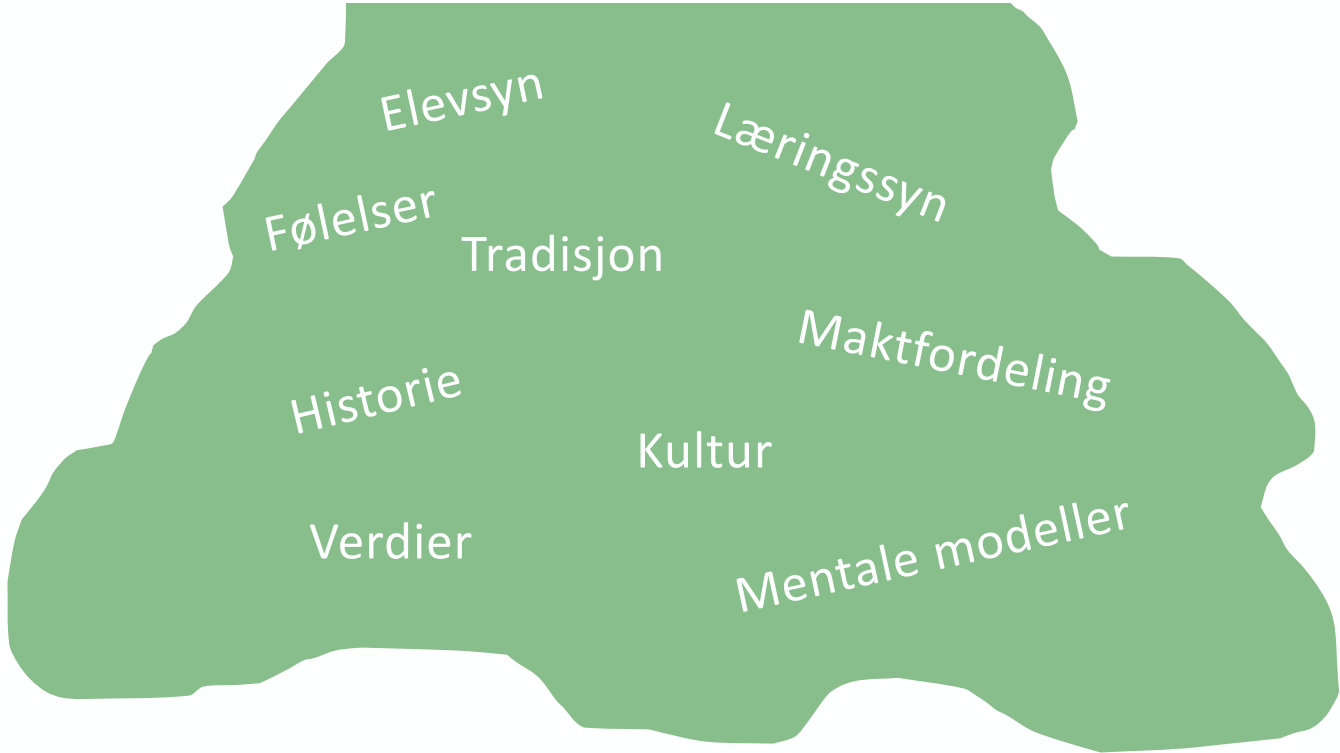 Elevsyn
Læringssyn
Følelser
Tradisjon
Maktfordeling
Historie
Kultur
Verdier
Mentale modeller